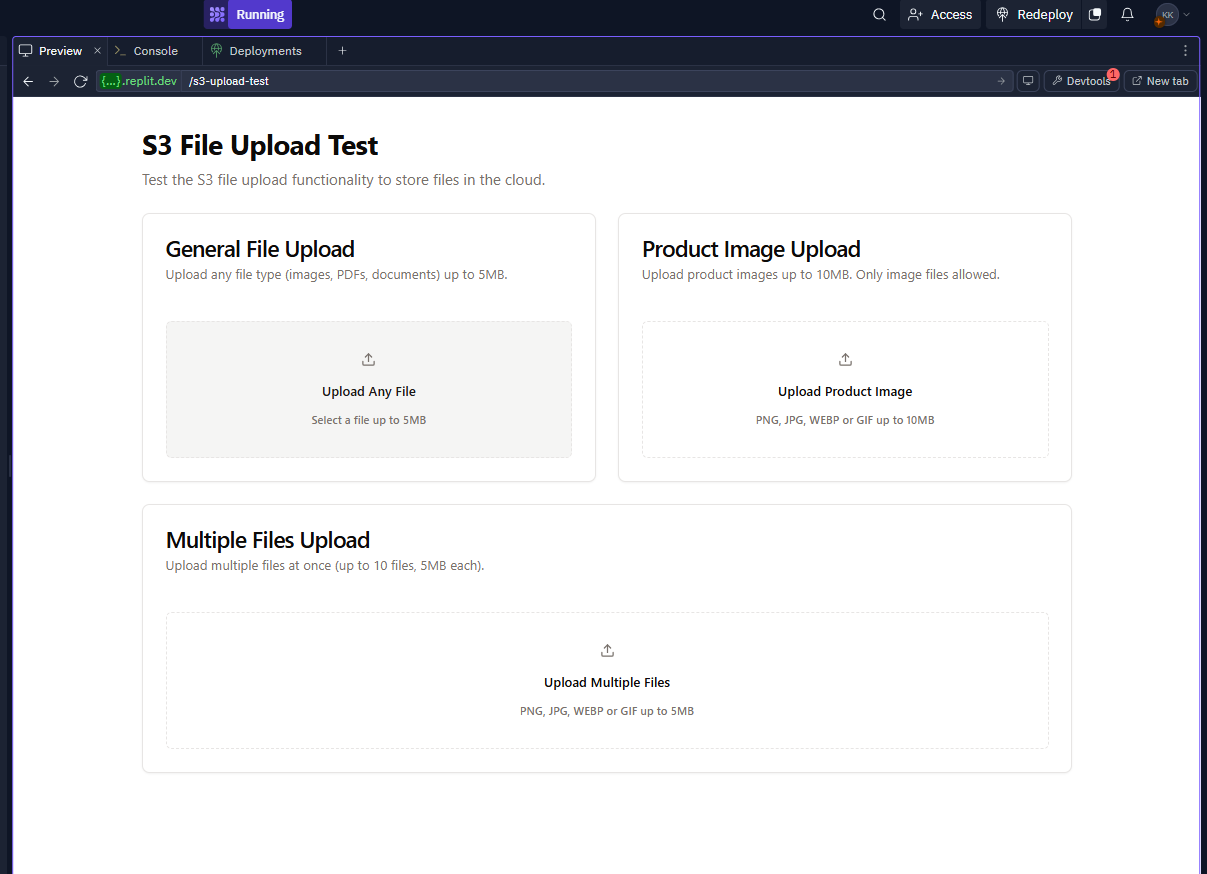 Running
Access
Redeploy
KK
Preview
Console
Deployments
{...}.replit.dev /s3-upload-test
Devtools
1
New tab
S3 File Upload Test
Test the S3 file upload functionality to store files in the cloud.
General File Upload
Upload any file type (images, PDFs, documents) up to 5MB.
Upload Any File
Select a file up to 5MB
Product Image Upload
Upload product images up to 10MB. Only image files allowed.
Upload Product Image
PNG, JPG, WEBP or GIF up to 10MB
Multiple Files Upload
Upload multiple files at once (up to 10 files, 5MB each).
Upload Multiple Files
PNG, JPG, WEBP or GIF up to 5MB